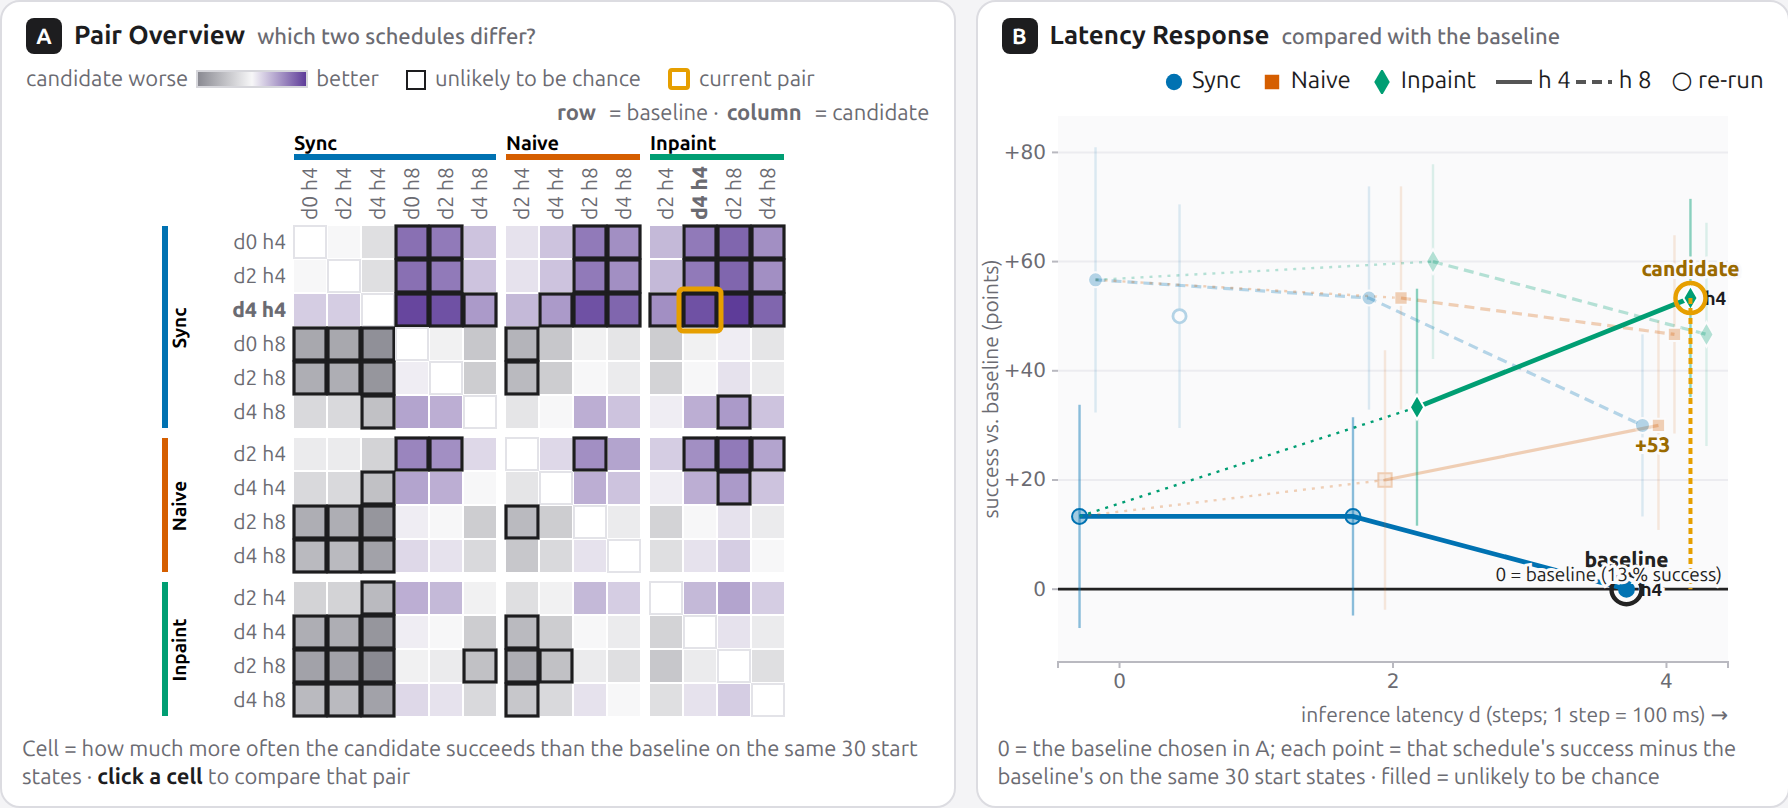 A Pair Overview which two schedules differ?
candidate worse better unlikely to be chance current pair
row = baseline · column = candidate
Sync Naive Inpaint
d0 h4 d2 h4 d4 h4 d0 h8 d2 h8 d4 h8 d2 h4 d4 h4 d2 h8 d4 h8 d2 h4 d4 h4 d2 h8 d4 h8
Sync
d0 h4
d2 h4
d4 h4
d0 h8
d2 h8
d4 h8
Naive
d2 h4
d4 h4
d2 h8
d4 h8
Inpaint
d2 h4
d4 h4
d2 h8
d4 h8
Cell = how much more often the candidate succeeds than the baseline on the same 30 start
states · click a cell to compare that pair
B Latency Response compared with the baseline
Sync Naive Inpaint h 4 h 8 re-run
success vs. baseline (points)
+80
+60
+40
+20
0
candidate
h4
+53
baseline
0 = baseline (13 % success)
h4
0 2 4
inference latency d (steps; 1 step = 100 ms) →
0 = the baseline chosen in A; each point = that schedule's success minus the
baseline's on the same 30 start states · filled = unlikely to be chance